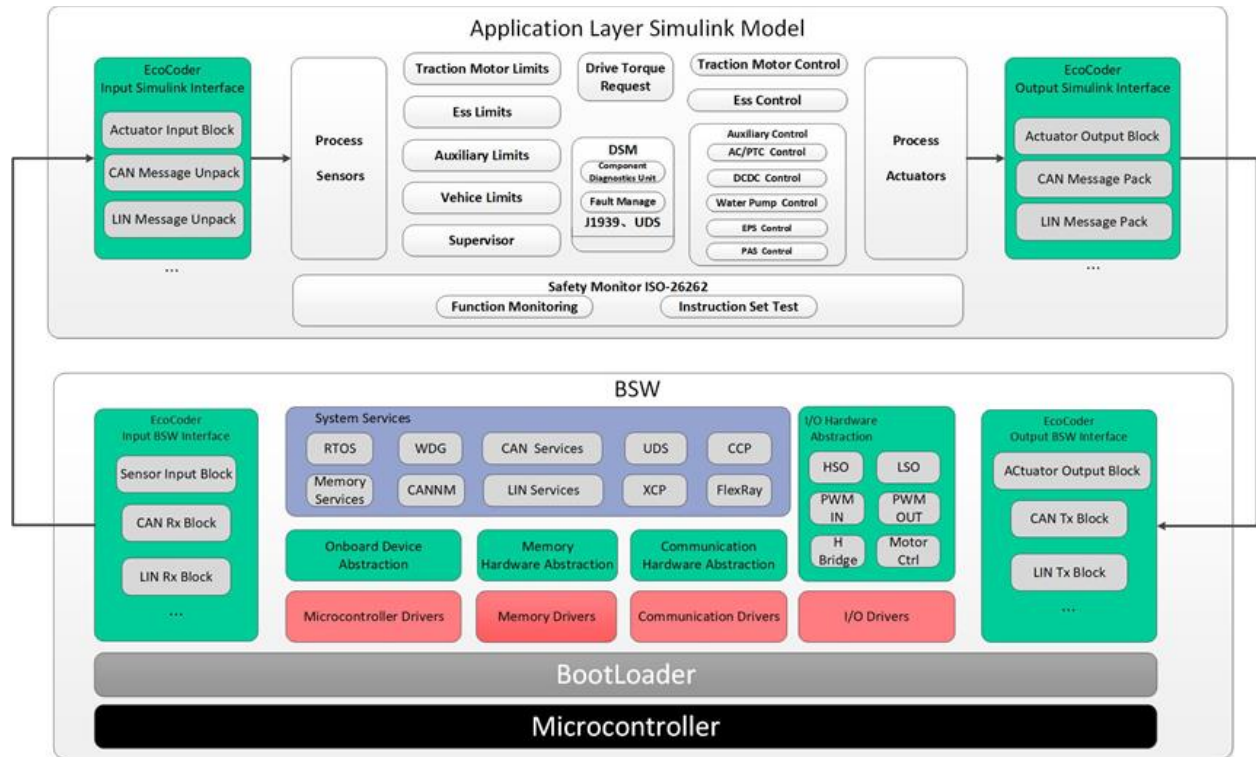 Application Layer Simulink Model
EcoCoder
Input Simulink Interface
Actuator Input Block
CAN Message Unpack
LIN Message Unpack
...
Process
Sensors
Traction Motor Limits
Ess Limits
Auxiliary Limits
Vehice Limits
Supervisor
Drive Torque
Request
DSM
Component
Diagnostics Unit
Fault Manage
J1939、UDS
Traction Motor Control
Ess Control
Auxiliary Control
AC/PTC Control
DCDC Control
Water Pump Control
EPS Control
PAS Control
Process
Actuators
EcoCoder
Output Simulink Interface
Actuator Output Block
CAN Message Pack
LIN Message Pack
...
Safety Monitor ISO-26262
Function Monitoring
Instruction Set Test
BSW
EcoCoder
Input BSW Interface
Sensor Input Block
CAN Rx Block
LIN Rx Block
...
System Services
RTOS
WDG
CAN Services
UDS
CCP
Memory
Services
CANNM
LIN Services
XCP
FlexRay
Onboard Device
Abstraction
Memory
Hardware Abstraction
Communication
Hardware Abstraction
Microcontroller Drivers
Memory Drivers
Communication Drivers
I/O Hardware
Abstraction
HSO
LSO
PWM
IN
PWM
OUT
H
Bridge
Motor
Ctrl
I/O Drivers
EcoCoder
Output BSW Interface
ACtuator Output Block
CAN Tx Block
LIN Tx Block
...
BootLoader
Microcontroller